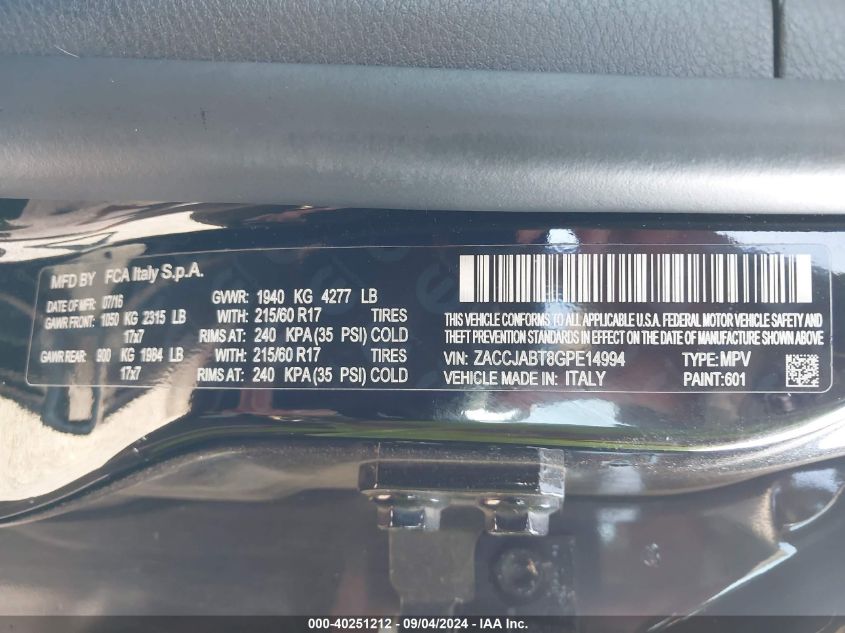 MFD BY FCA Italy S.p.A.
DATE OF MFR: 07/16 GVWR: 1940 KG 4277 LB
GAWR FRONT: 1050 KG 2315 LB WITH: 215/60 R17 TIRES
17x7 RIMS AT: 240 KPA(35 PSI) COLD
GAWR REAR: 900 KG 1984 LB WITH: 215/60 R17 TIRES
17x7 RIMS AT: 240 KPA(35 PSI) COLD
THIS VEHICLE CONFORMS TO ALL APPLICABLE U.S.A. FEDERAL MOTOR VEHICLE SAFETY AND
THEFT PREVENTION STANDARDS IN EFFECT ON THE DATE OF MANUFACTURE SHOWN ABOVE.
VIN: ZACCJABT8GPE14994 TYPE: MPV
VEHICLE MADE IN: ITALY PAINT: 601
000-40251212 - 09/04/2024 - IAAI Inc.